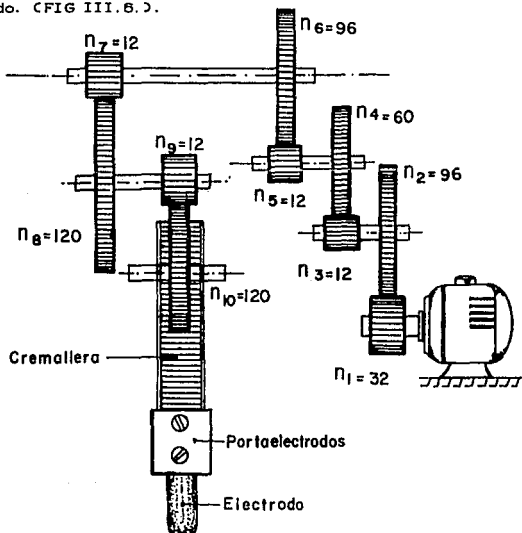 do. (FIG III.6.).
n6=96
n7=12
n4=60
n9=12
n2=96
n5=12
n8=120
n3=12
n10=120
Cremallera
n1=32
Portaelectrodos
Electrodo